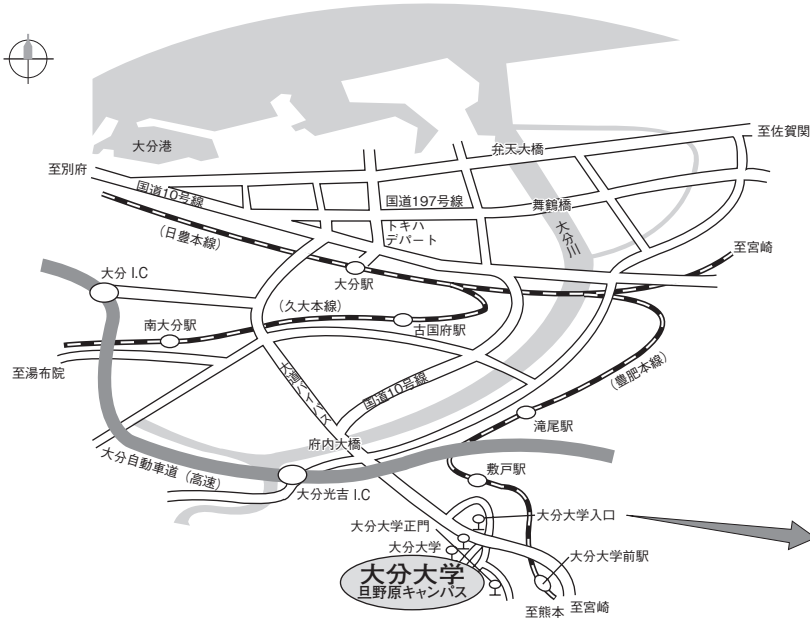 大分港
弁天大橋
至佐賀関
至別府
国道10号線
国道197号線
舞鶴橋
トキハ
デパート
大分川
(日豊本線)
至宮崎
大分 I.C
大分駅
(久大本線)
南大分駅
古国府駅
至湯布院
大道バイパス
国道10号線
(豊肥本線)
滝尾駅
府内大橋
大分自動車道 (高速)
敷戸駅
大分光吉 I.C
大分大学入口
大分大学正門
大分大学
大分大学前駅
大分大学
旦野原キャンパス
至熊本
至宮崎